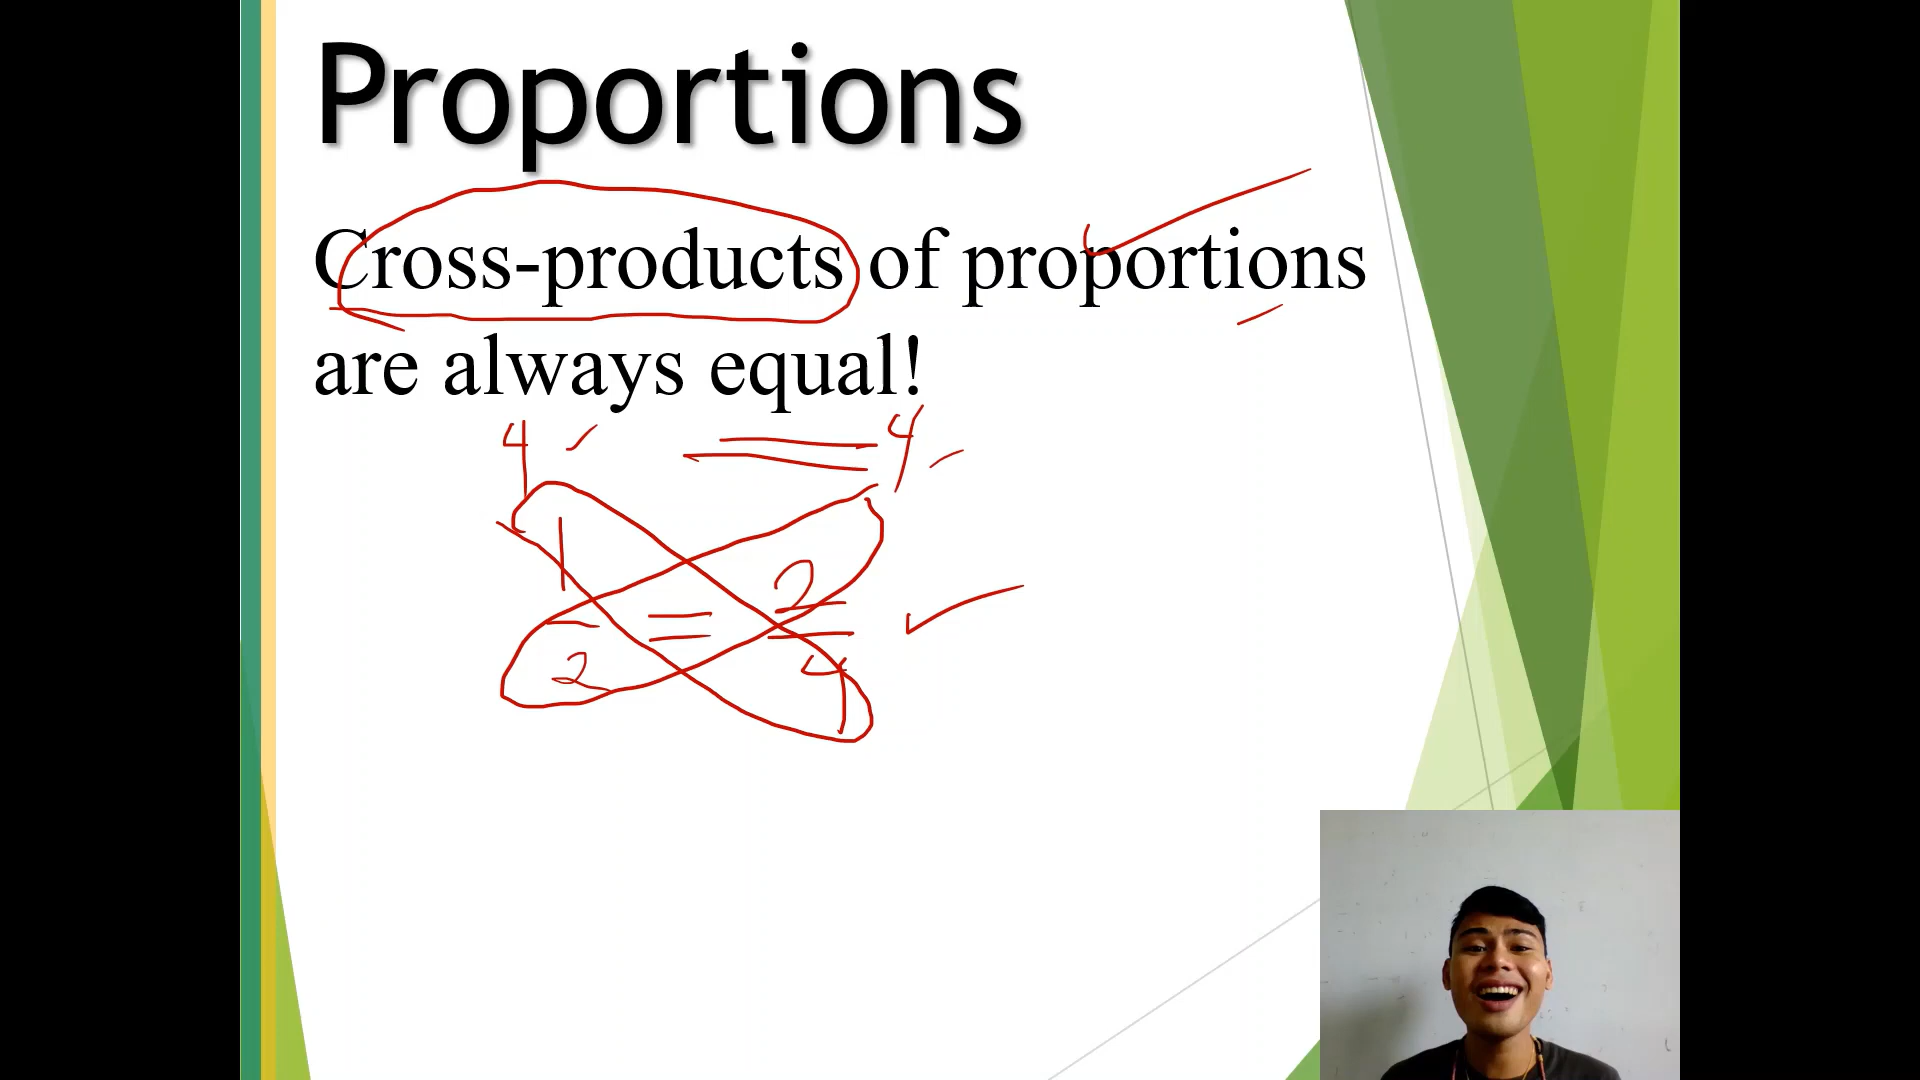 Proportions
Cross-products of proportions
are always equal!
4 = 4
1 = 2
2 4